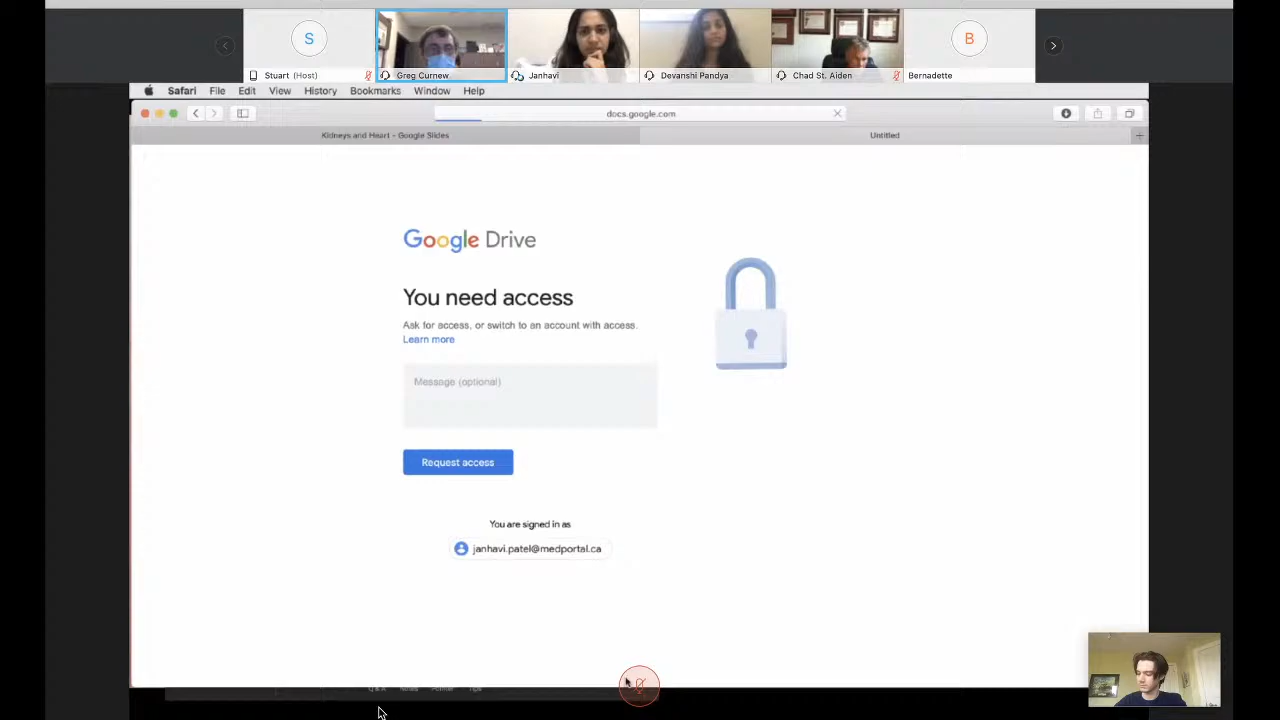 S
B
Stuart (Host)
Greg Curnew
Janhavi
Devanshi Pandya
Chad St. Aiden
Bernadette
Safari File Edit View History Bookmarks Window Help
docs.google.com
Kidneys and Heart - Google Slides
Untitled
Google Drive
You need access
Ask for access, or switch to an account with access.
Learn more
Message (optional)
Request access
You are signed in as
janhavi.patel@medportal.ca
Q & A Notes Pointer Tips